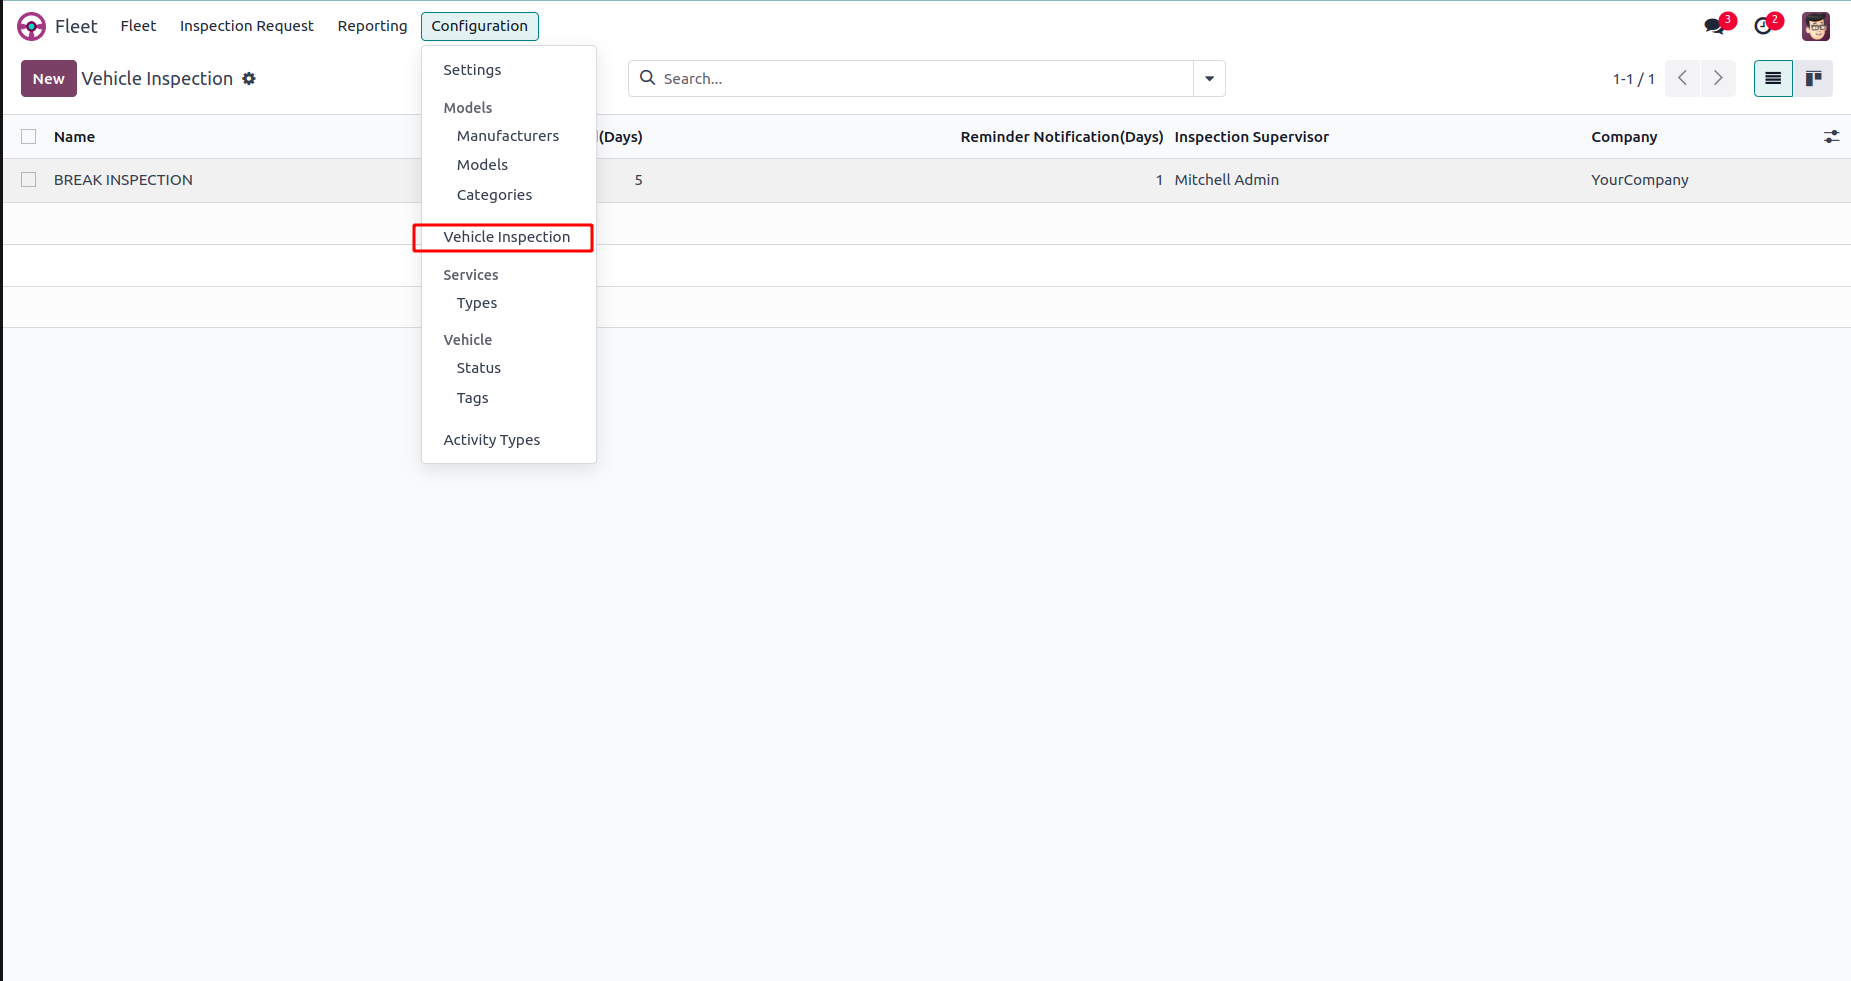 Fleet Fleet Inspection Request Reporting Configuration 3 2
New Vehicle Inspection Search... 1-1 / 1
Settings
Models
Manufacturers
Models
Categories
Vehicle Inspection
Services
Types
Vehicle
Status
Tags
Activity Types
Name (Days) Reminder Notification(Days) Inspection Supervisor Company
BREAK INSPECTION 5 1 Mitchell Admin YourCompany